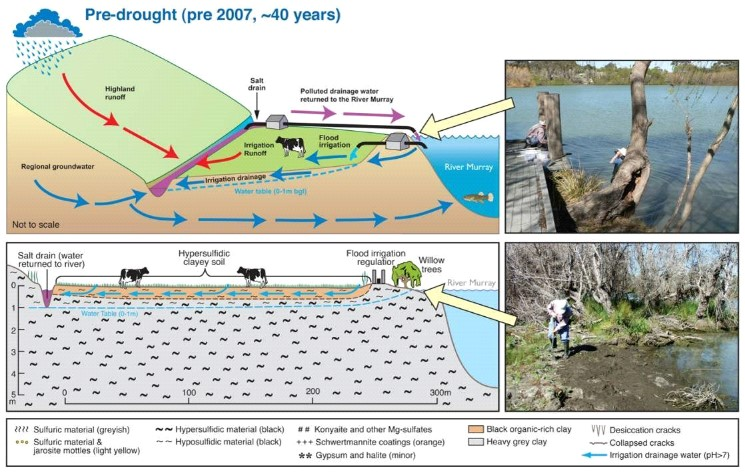 Pre-drought (pre 2007, ~40 years)
Highland
runoff
Salt
drain
Polluted drainage water
returned to the River Murray
Flood
irrigation
Irrigation
Runoff
Regional groundwater
Irrigation drainage
Water table (0-1m bgt)
River Murray
Not to scale
Salt drain (water
returned to river)
Hypersulfidic
clayey soil
Flood irrigation
regulator
Willow
trees
River Murray
Water Table (0-1m)
0
1
2
3
4
5
m
0
100
200
300m
Sulfuric material (greyish)
Sulfuric material &
jarosite mottles (light yellow)
Hypersulfidic material (black)
Hyposulfidic material (black)
## Konyaite and other Mg-sulfates
+++ Schwertmannite coatings (orange)
** Gypsum and halite (minor)
Black organic-rich clay
Heavy grey clay
Desiccation cracks
Collapsed cracks
Irrigation drainage water (pH>7)